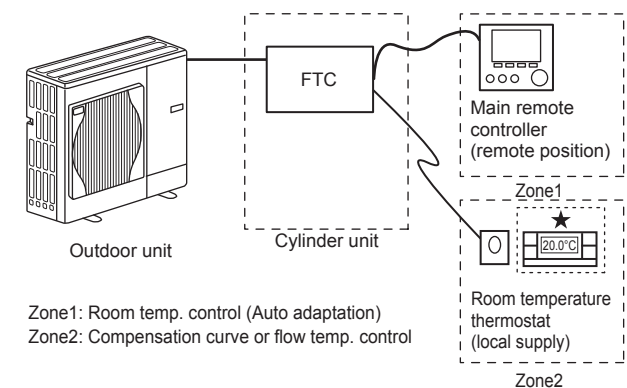 FTC
Main remote
controller
(remote position)
Zone1
Outdoor unit
Cylinder unit
20.0°C
Room temperature
thermostat
(local supply)
Zone2
Zone1: Room temp. control (Auto adaptation)
Zone2: Compensation curve or flow temp. control